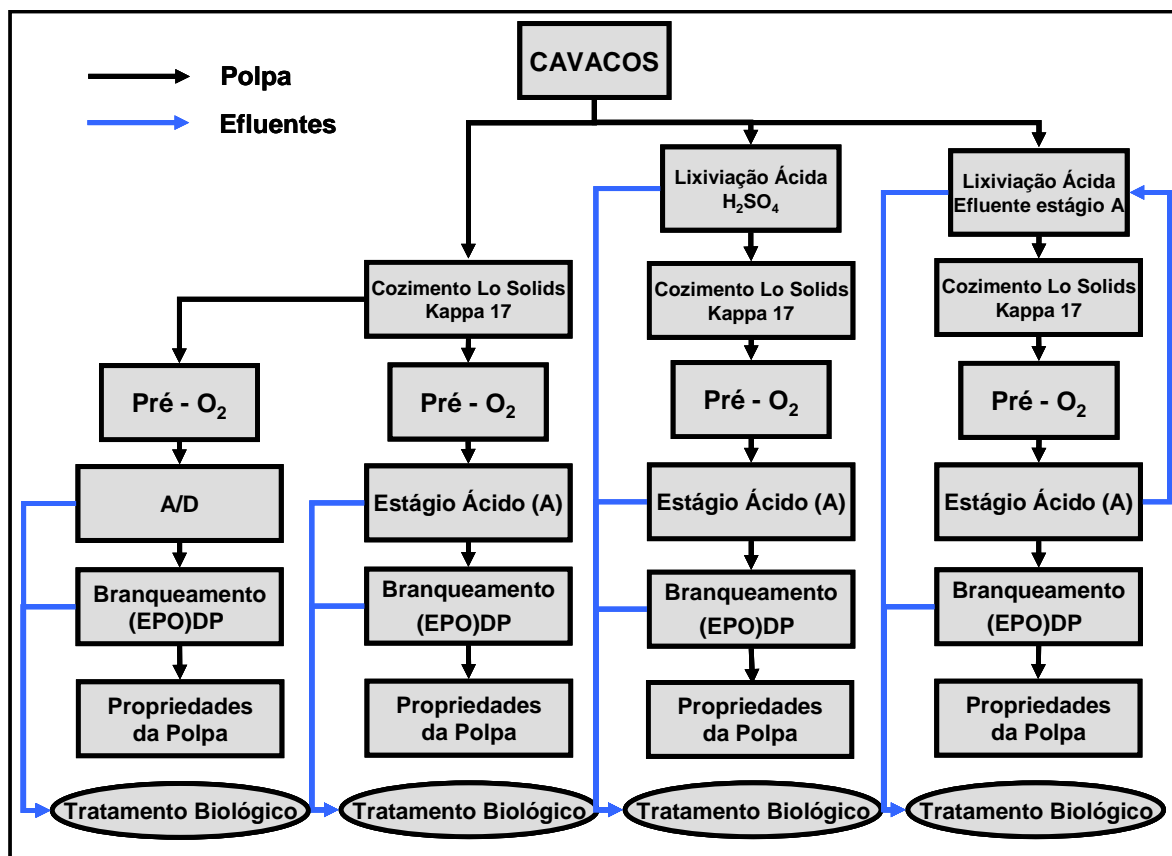 CAVACOS
Polpa
Efluentes
Lixiviação Ácida
H₂SO₄
Lixiviação Ácida
Efluente estágio A
Cozimento Lo Solids
Kappa 17
Cozimento Lo Solids
Kappa 17
Cozimento Lo Solids
Kappa 17
Pré - O₂
Pré - O₂
Pré - O₂
Pré - O₂
A/D
Estágio Ácido (A)
Estágio Ácido (A)
Estágio Ácido (A)
Branqueamento
(EPO)DP
Branqueamento
(EPO)DP
Branqueamento
(EPO)DP
Branqueamento
(EPO)DP
Propriedades
da Polpa
Propriedades
da Polpa
Propriedades
da Polpa
Propriedades
da Polpa
Tratamento Biológico
Tratamento Biológico
Tratamento Biológico
Tratamento Biológico